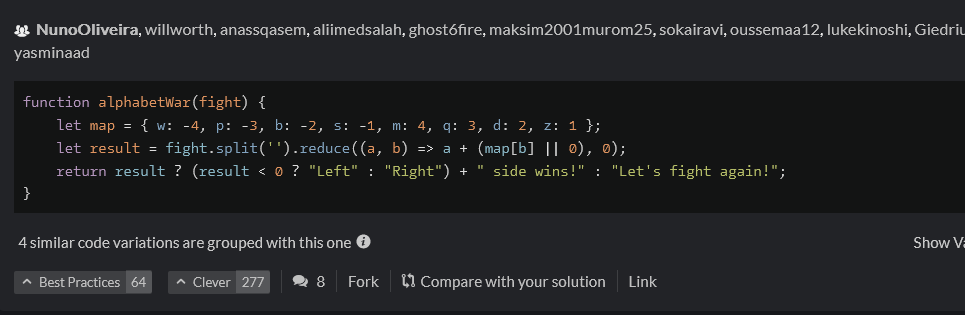 NunoOliveira, willworth, anassqasem, aliimedsalah, ghost6fire, maksim2001murom25, sokairavi, oussemaa12, lukekinoshi,
yasminaad
function alphabetWar(fight) {
    let map = { w: -4, p: -3, b: -2, s: -1, m: 4, q: 3, d: 2, z: 1 };
    let result = fight.split('').reduce((a, b) => a + (map[b] || 0), 0);
    return result ? (result < 0 ? "Left" : "Right") + " side wins!" : "Let's fight again!";
}
4 similar code variations are grouped with this one
Show
Best Practices 64 Clever 277 8 Fork Compare with your solution Link